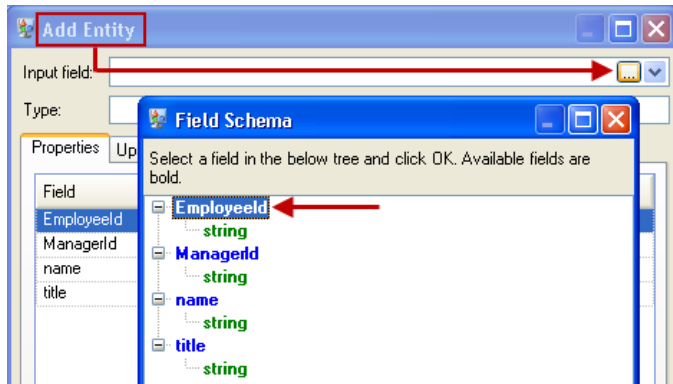 Add Entity
Input field:
...
Type:
Properties Up
Field
EmployeeId
ManagerId
name
title
Field Schema
Select a field in the below tree and click OK. Available fields are
bold.
EmployeeId
string
ManagerId
string
name
string
title
string